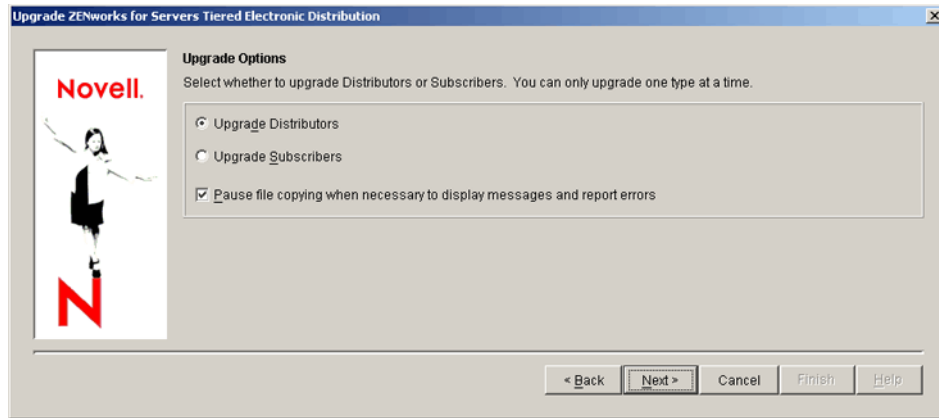 Upgrade ZENworks for Servers Tiered Electronic Distribution
Novell.
N
Upgrade Options
Select whether to upgrade Distributors or Subscribers. You can only upgrade one type at a time.
Upgrade Distributors
Upgrade Subscribers
Pause file copying when necessary to display messages and report errors
< Back
Next >
Cancel
Finish
Help